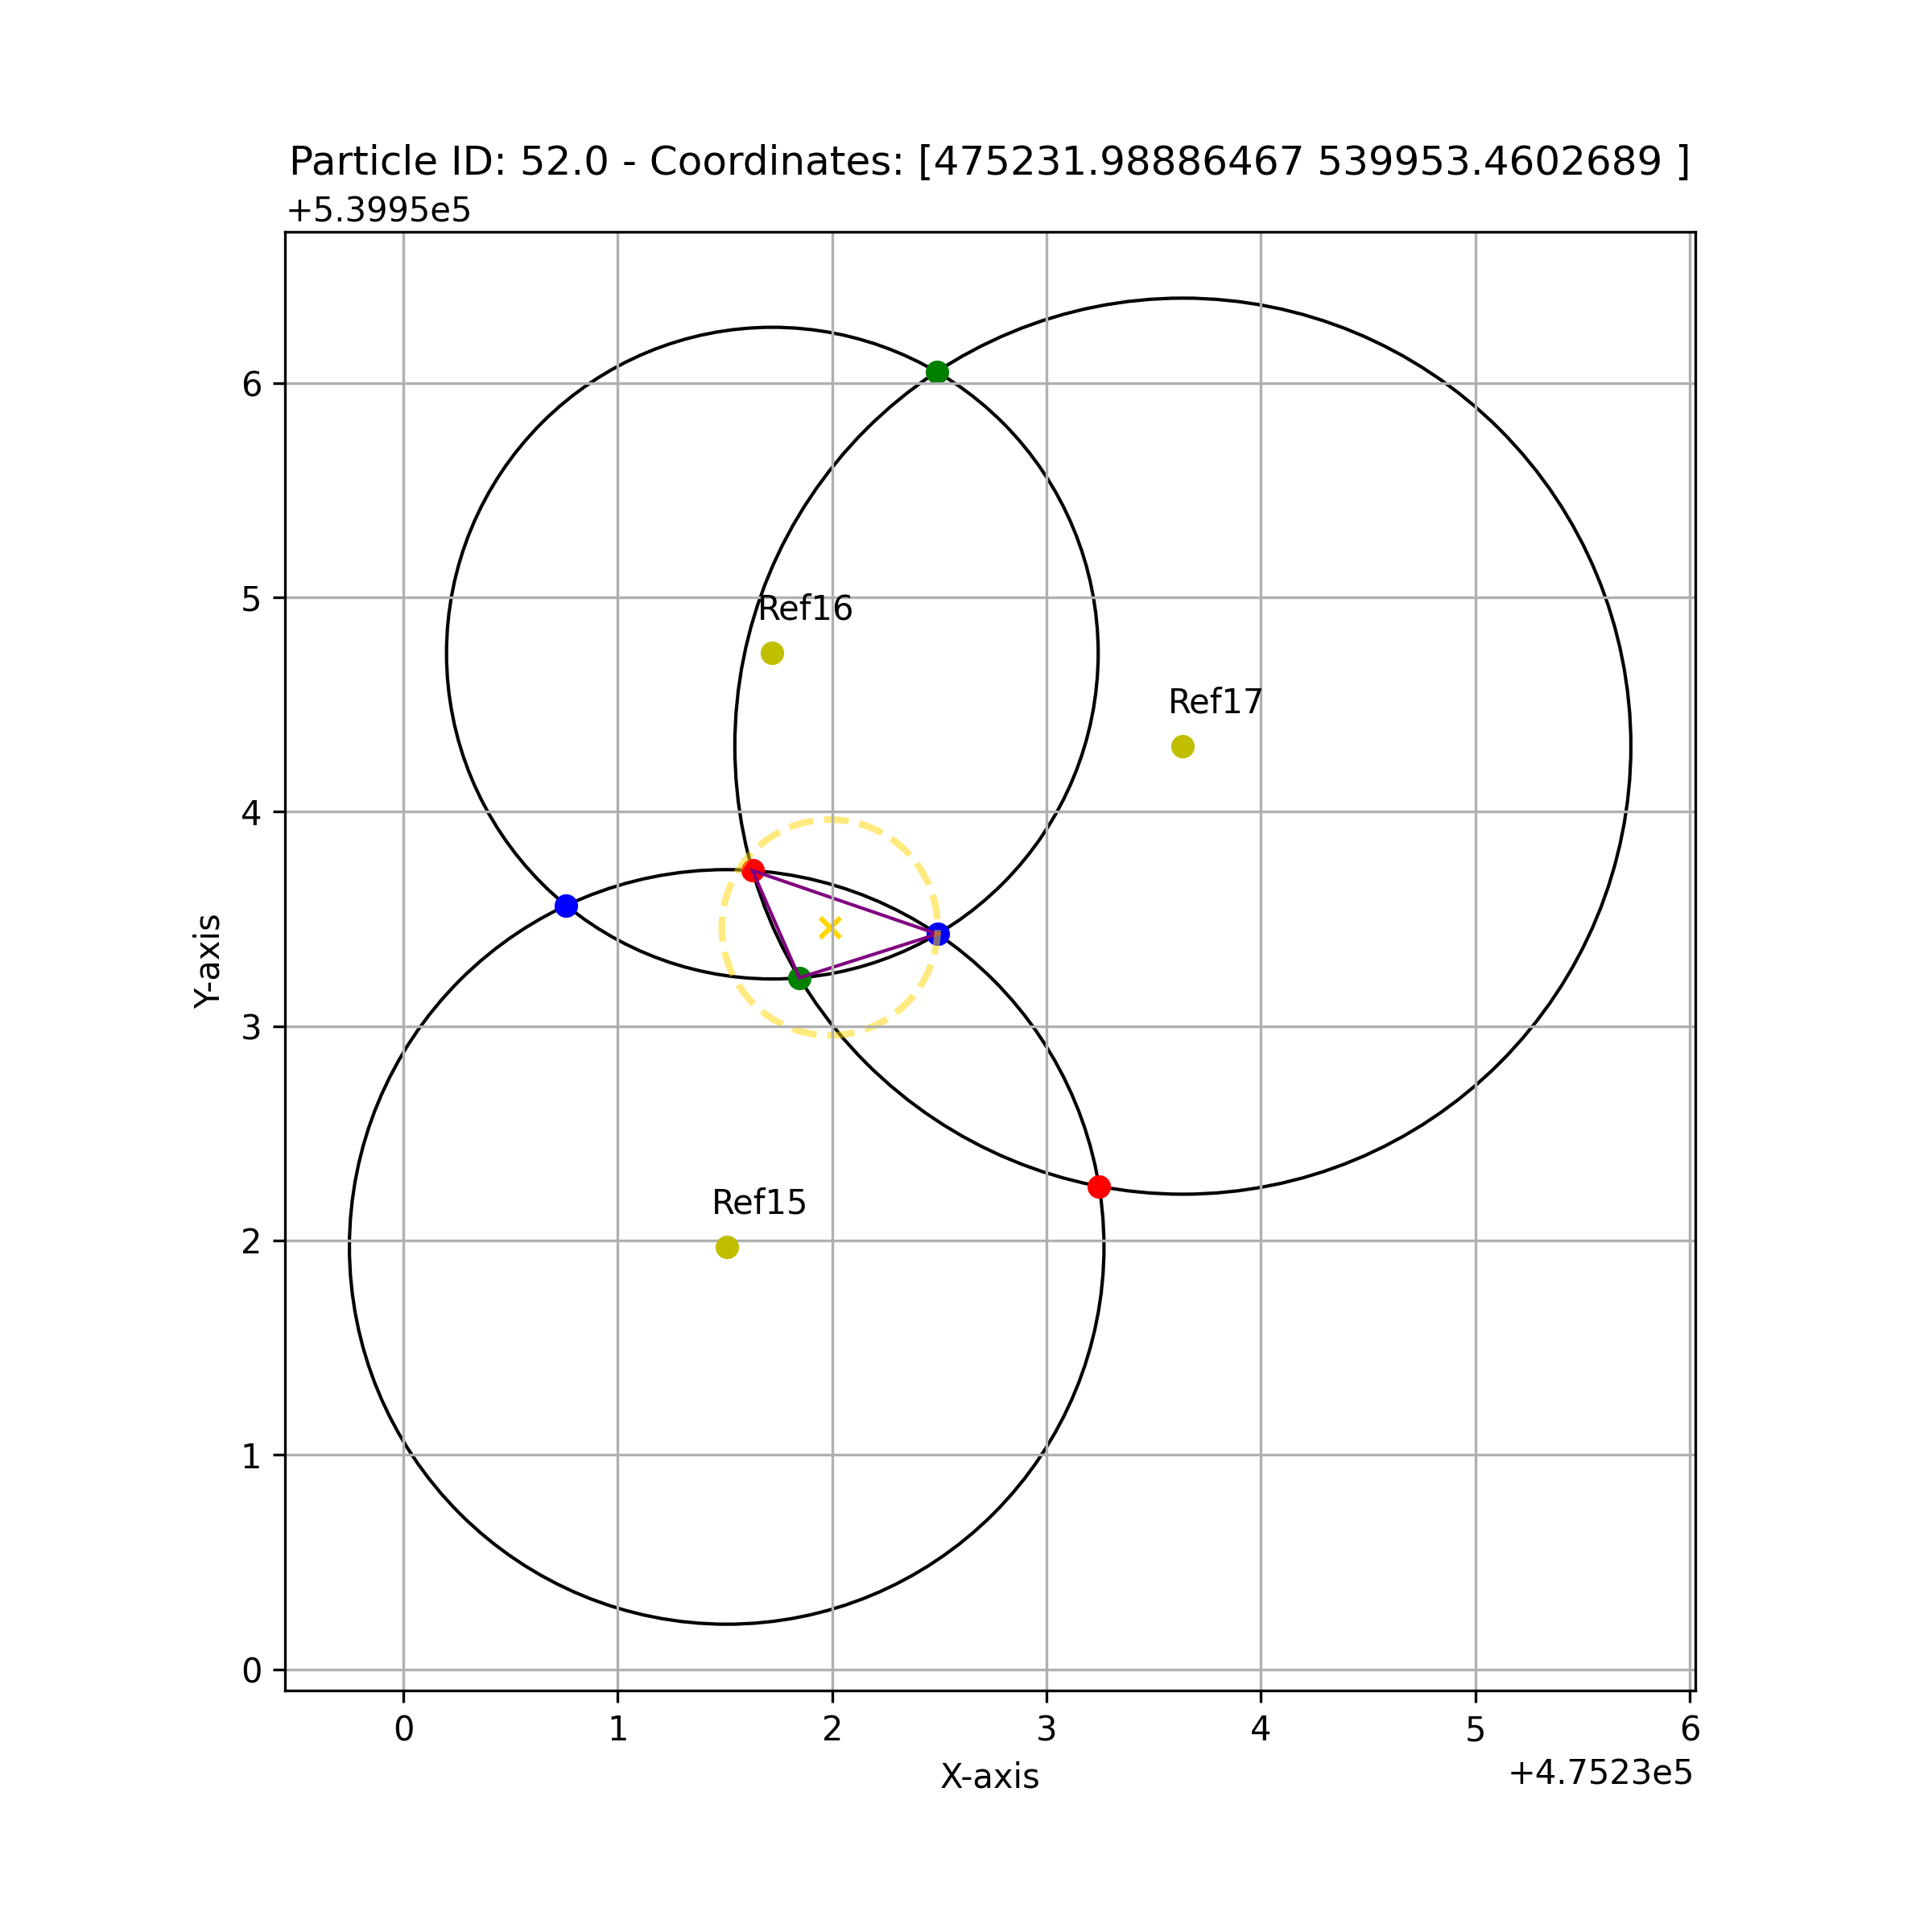 Particle ID: 52.0 - Coordinates: [475231.98886467 539953.4602689 ]
+5.3995e5
6
5
Ref16
Ref17
4
Y-axis
3
Ref15
2
1
0
0 1 2 3 4 5 6
X-axis
+4.7523e5